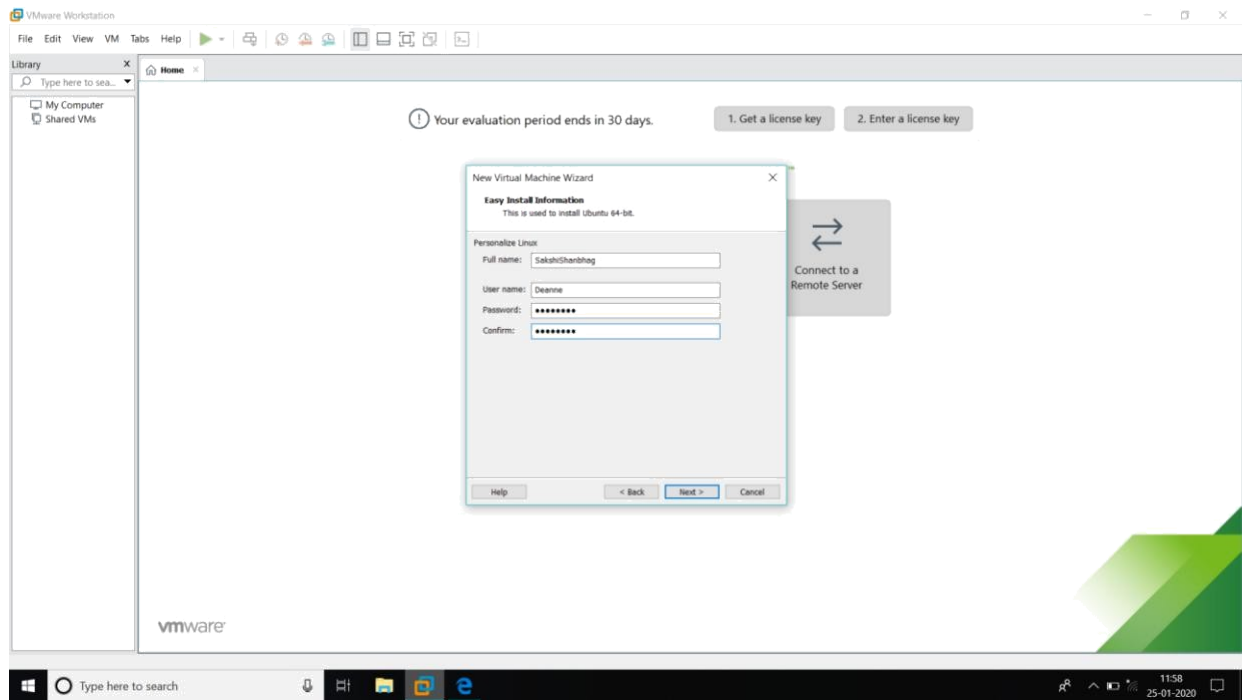 VMware Workstation
File Edit View VM Tabs Help
Library X
Type here to sea...
Home
My Computer
Shared VMs
Your evaluation period ends in 30 days.
1. Get a license key
2. Enter a license key
New Virtual Machine Wizard
Easy Install Information
This is used to install Ubuntu 64-bit.
Personalize Linux
Full name: SakshiShanbhag
User name: Deanne
Password: ●●●●●●●●
Confirm: ●●●●●●●●
Connect to a
Remote Server
Help < Back Next > Cancel
vmware
Type here to search
11:58
25-01-2020